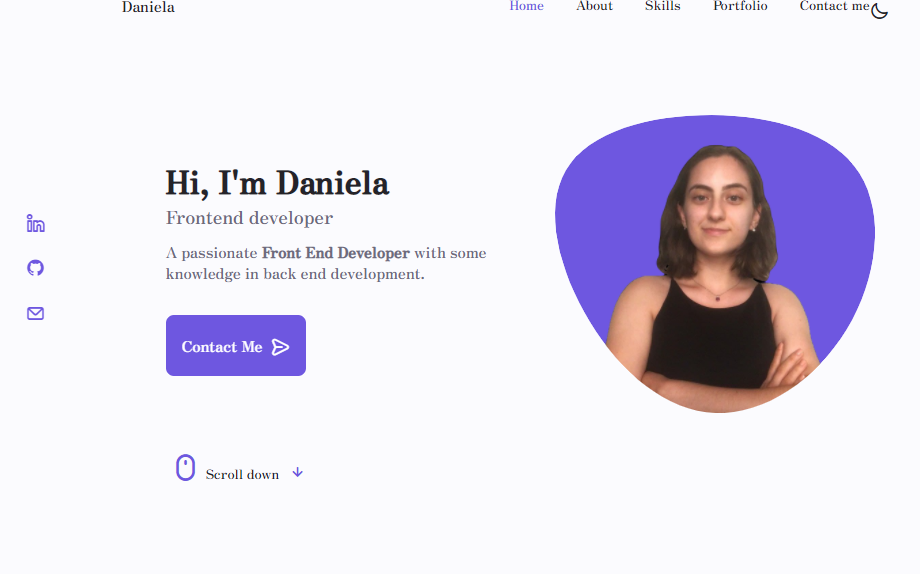 Daniela
Home About Skills Portfolio Contact me
Hi, I'm Daniela
Frontend developer
A passionate Front End Developer with some
knowledge in back end development.
Contact Me
Scroll down